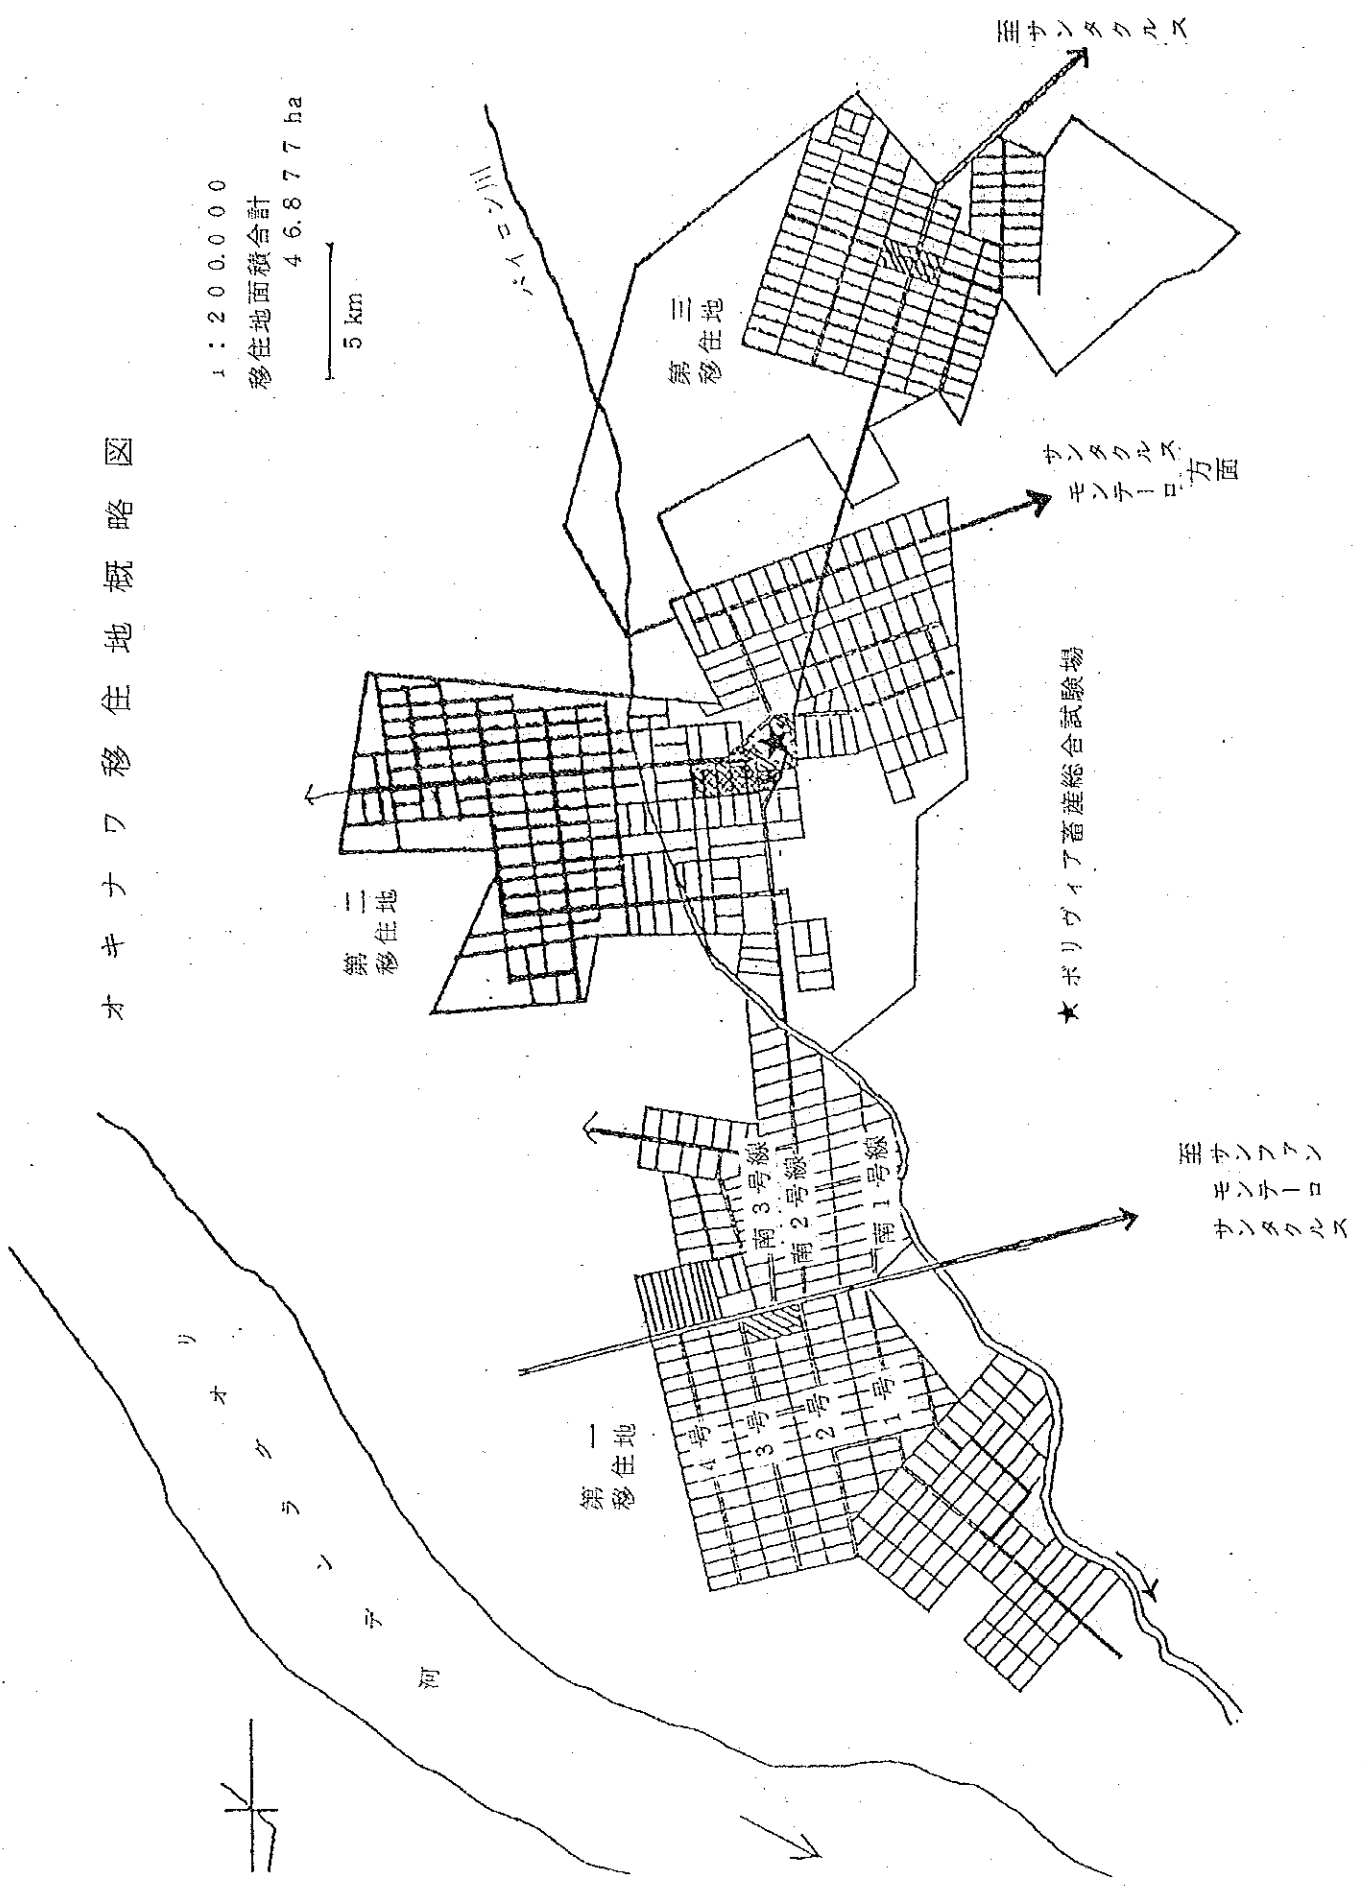 オキナワ移住地概略図
1:200.000
移住地面積合計
46.877 ha
5 km
パイロン川
リオグランデ河
第一
移住地
第二
移住地
第三
移住地
4号
3号
2号
1号
南3号線
南2号線
南1号線
至サンファン
モンテーロ
サンタクルス
サンタクルス
モンテーロ
方面
至サンタクルス
★ボリヴィア畜産総合試験場